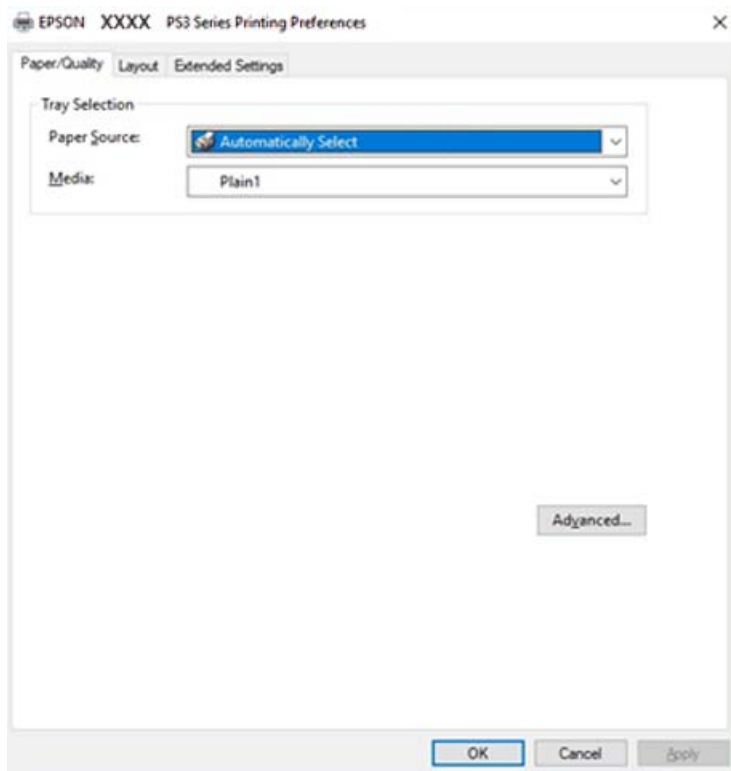 EPSON XXXX PS3 Series Printing Preferences
Paper/Quality Layout Extended Settings
Tray Selection
Paper Source: Automatically Select
Media: Plain1
Advanced...
OK Cancel Apply